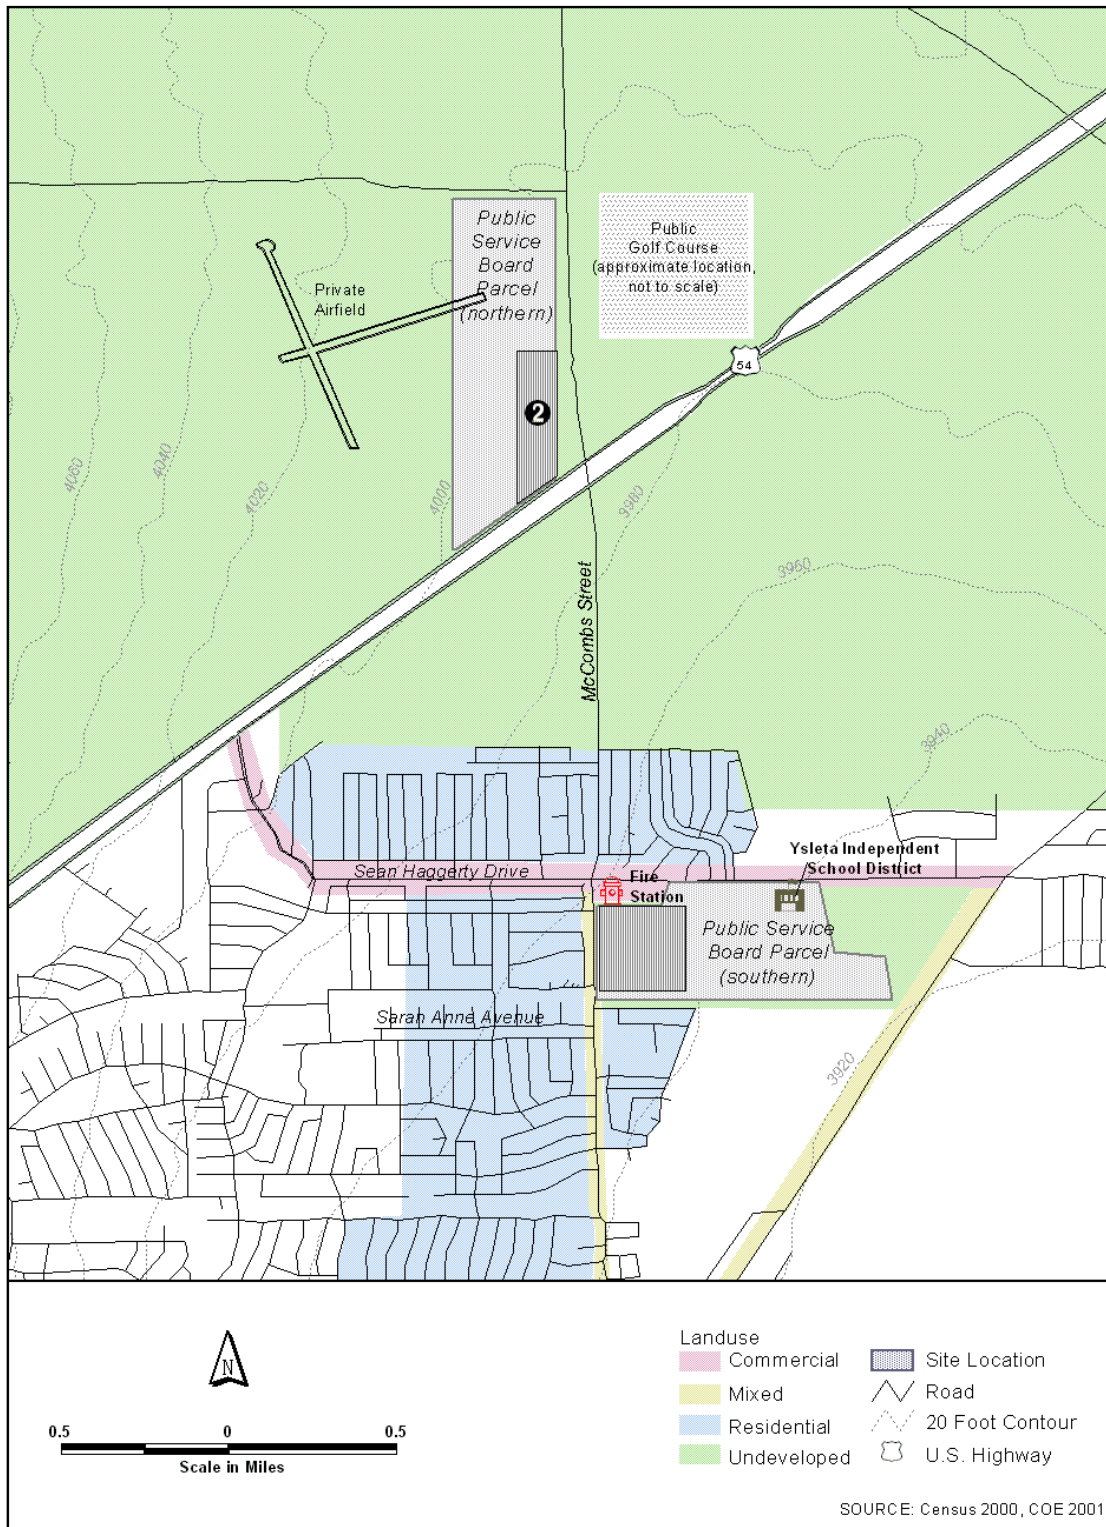 Public
Service
Board
Parcel
(northern)
Public
Golf Course
(approximate location,
not to scale)
Private
Airfield
54
2
4060
4040
4020
4000
3980
3960
McCombs Street
3940
Ysleta Independent
School District
Sean Haggerty Drive
Fire
Station
Public Service
Board Parcel
(southern)
Sarah Anne Avenue
3920
N
0.5 0 0.5
Scale in Miles
Landuse
Commercial
Mixed
Residential
Undeveloped
Site Location
Road
20 Foot Contour
U.S. Highway
SOURCE: Census 2000, COE 2001